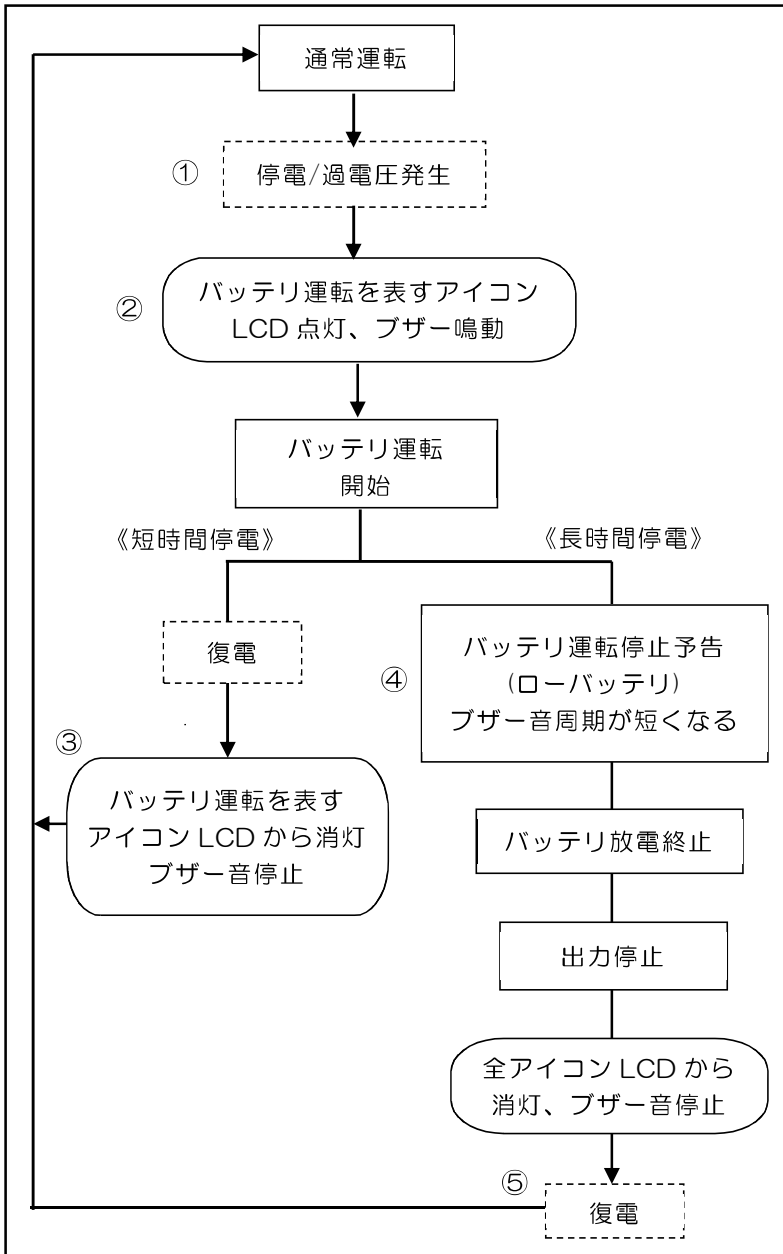 通常運転
①
停電/過電圧発生
②
バッテリ運転を表すアイコン
LCD 点灯、ブザー鳴動
バッテリ運転
開始
《短時間停電》
《長時間停電》
復電
③
バッテリ運転を表す
アイコン LCD から消灯
ブザー音停止
④
バッテリ運転停止予告
(ローバッテリ)
ブザー音周期が短くなる
バッテリ放電終止
出力停止
全アイコン LCD から
消灯、ブザー音停止
⑤
復電